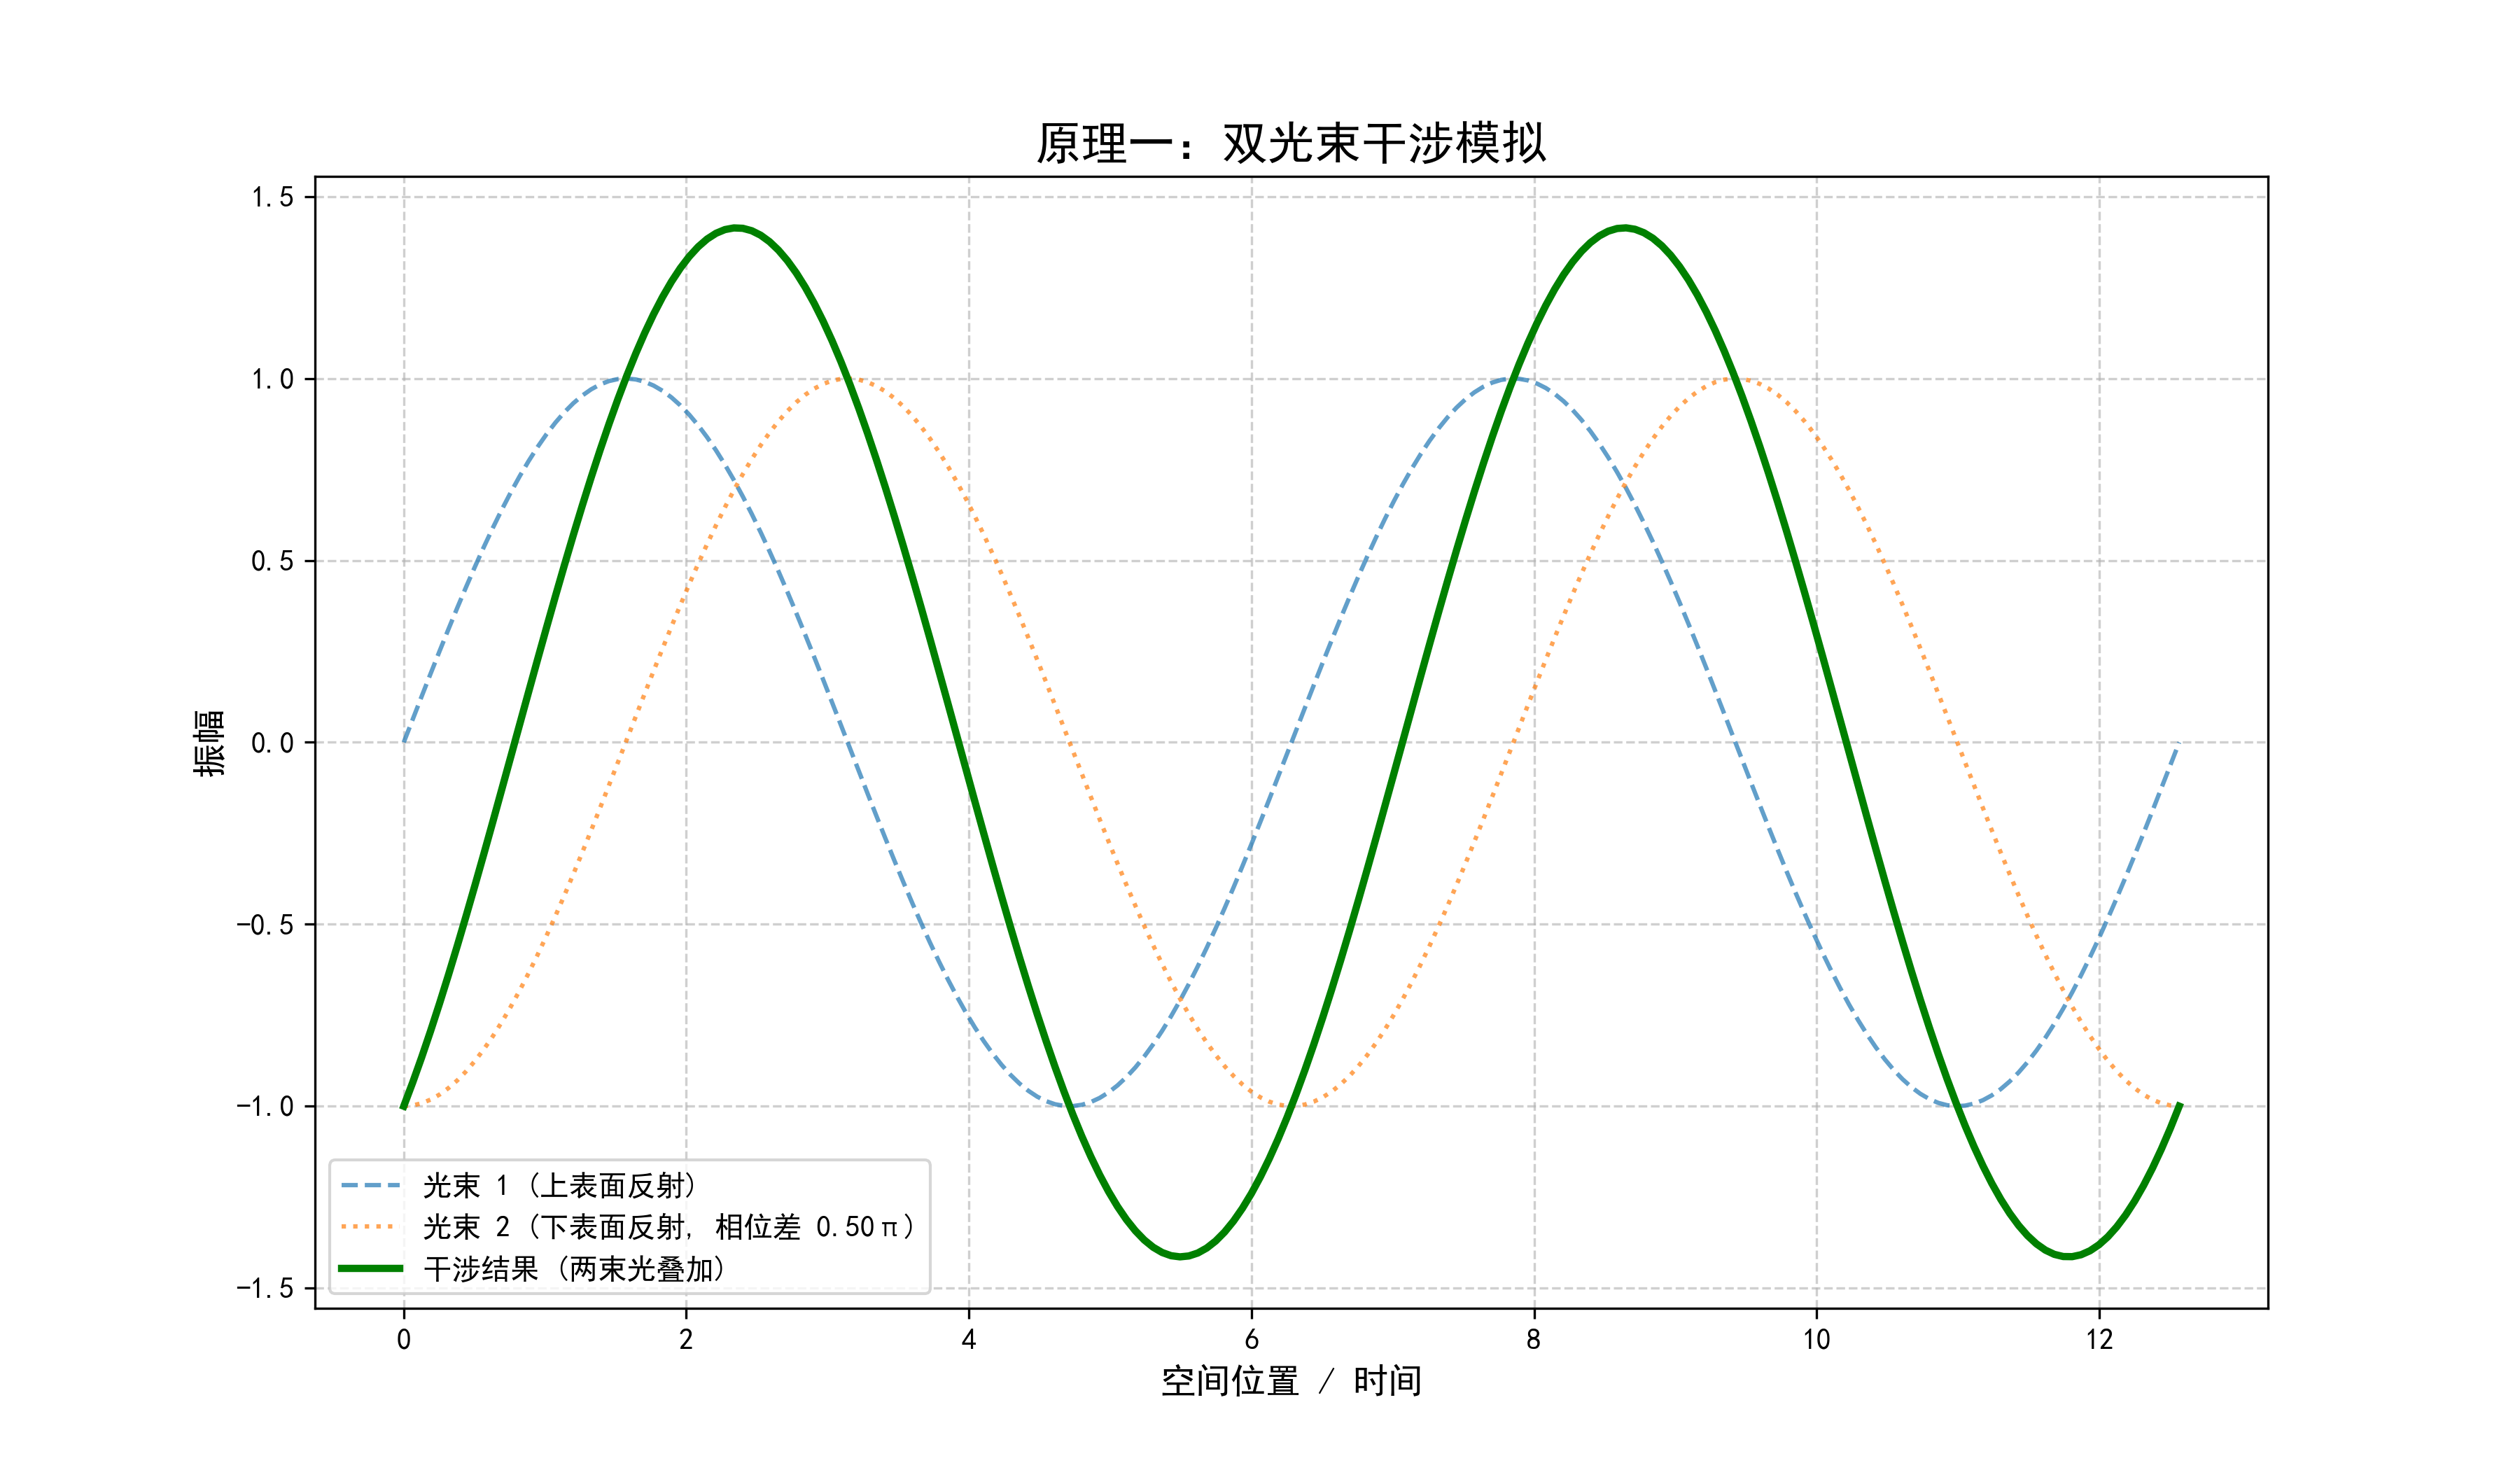 原理一：双光束干涉模拟
振幅
1.5
1.0
0.5
0.0
−0.5
−1.0
−1.5
光束 1 (上表面反射)
光束 2 (下表面反射, 相位差 0.50π)
干涉结果 (两束光叠加)
0 2 4 6 8 10 12
空间位置 / 时间